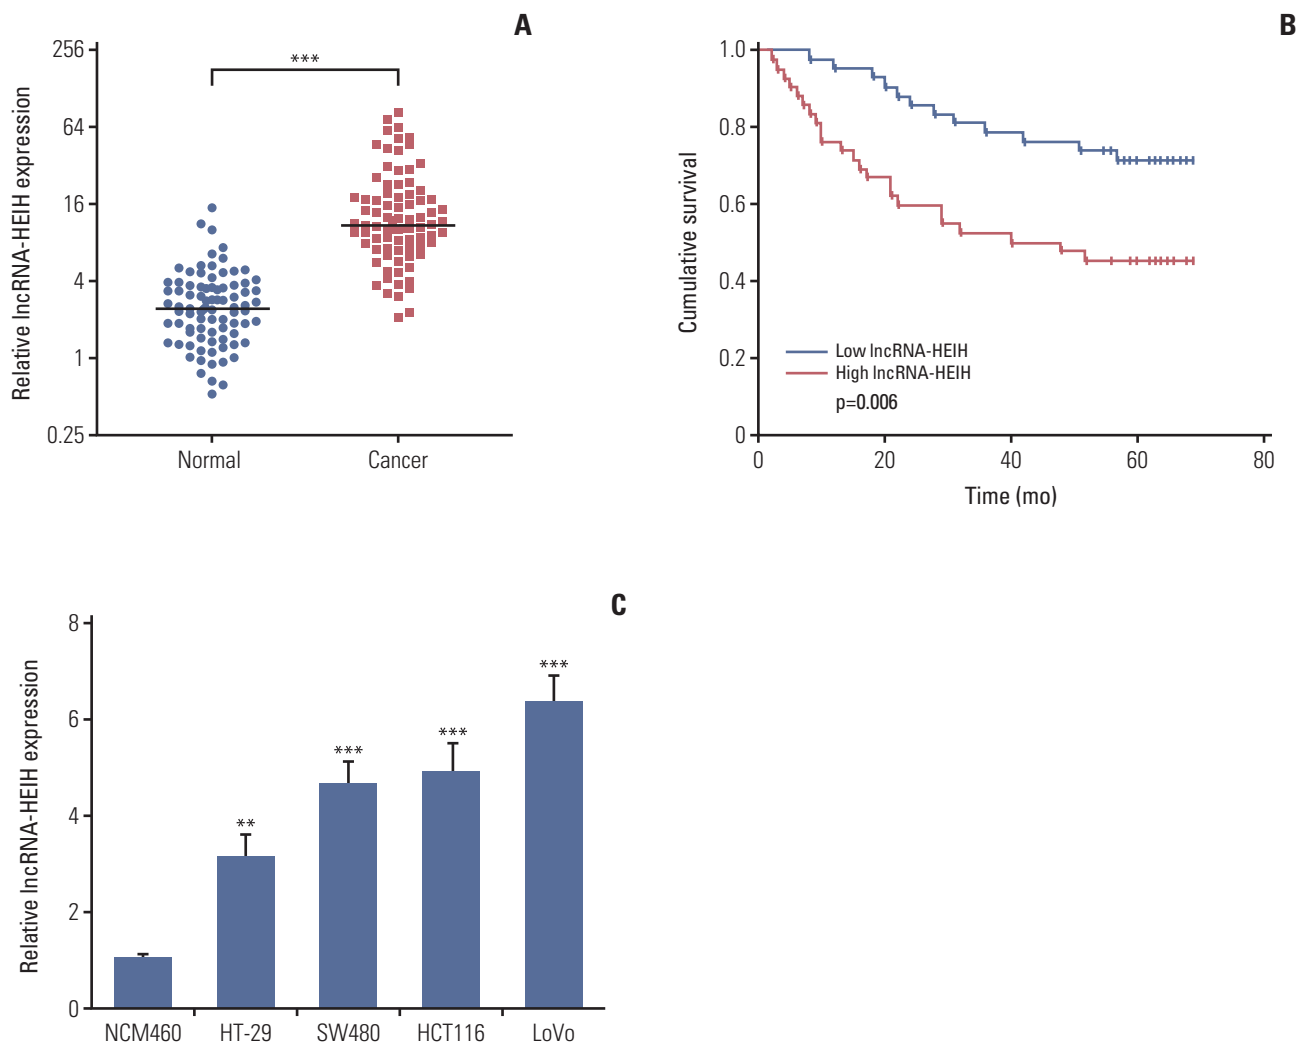 A
Relative lncRNA-HEIH expression
256
64
16
4
1
0.25
***
Normal Cancer
B
Cumulative survival
1.0
0.8
0.6
0.4
0.2
0
Low lncRNA-HEIH
High lncRNA-HEIH
p=0.006
0 20 40 60 80
Time (mo)
C
Relative lncRNA-HEIH expression
8
6
4
2
0
**
***
***
***
NCM460 HT-29 SW480 HCT116 LoVo